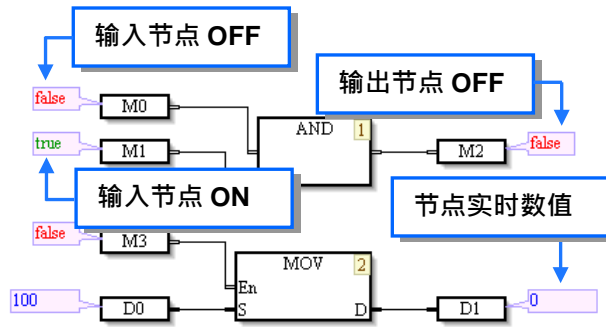 输入节点 OFF
输出节点 OFF
false
M0
AND
1
true
M1
M2
false
输入节点 ON
节点实时数值
false
M3
MOV
2
En
100
D0
S
D
D1
0